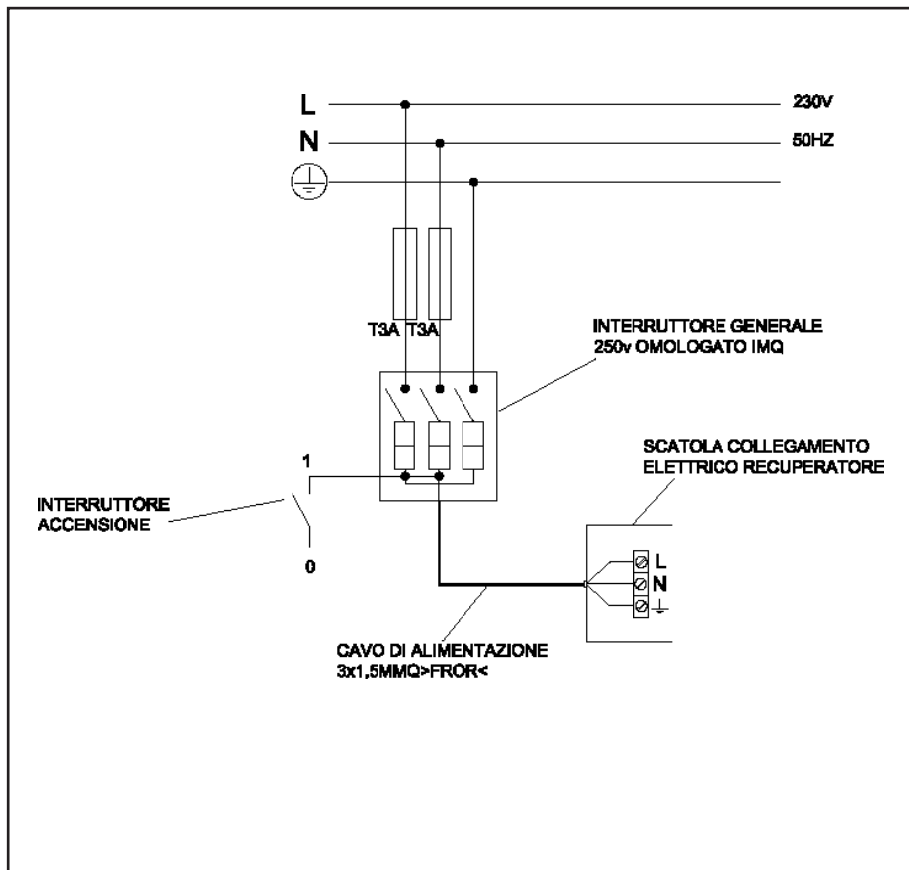 L
230V
N
50HZ
T3A T3A
INTERRUTTORE GENERALE
250v OMOLOGATO IMQ
SCATOLA COLLEGAMENTO
ELETTRICO RECUPERATORE
1
INTERRUTTORE
ACCENSIONE
0
L
N
CAVO DI ALIMENTAZIONE
3x1,5MMQ>FROR<